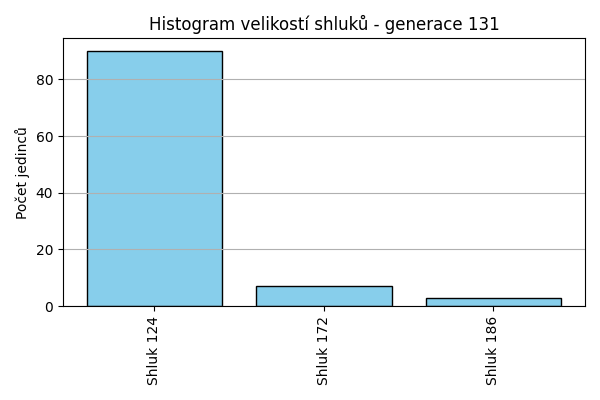 Histogram velikostí shluků - generace 131
Počet jedinců
80
60
40
20
0
Shluk 124
Shluk 172
Shluk 186